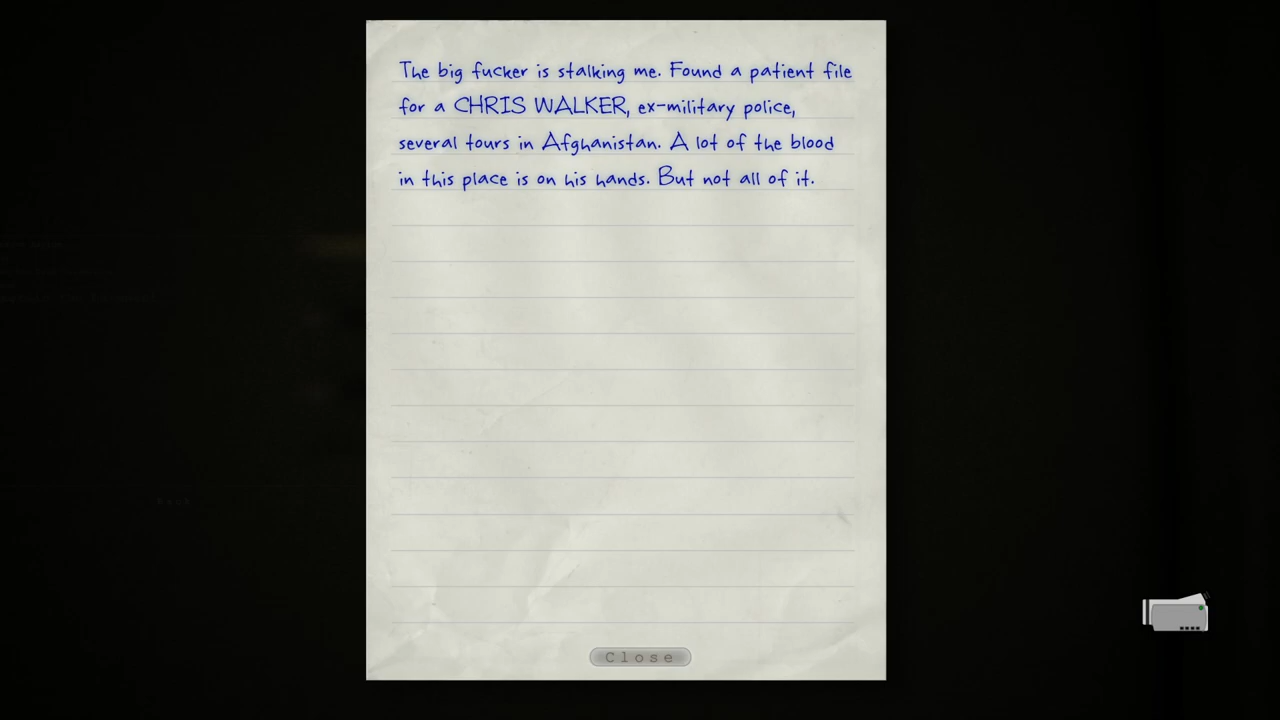 The big fucker is stalking me. Found a patient file
for a CHRIS WALKER, ex-military police,
several tours in Afghanistan. A lot of the blood
in this place is on his hands. But not all of it.
Close